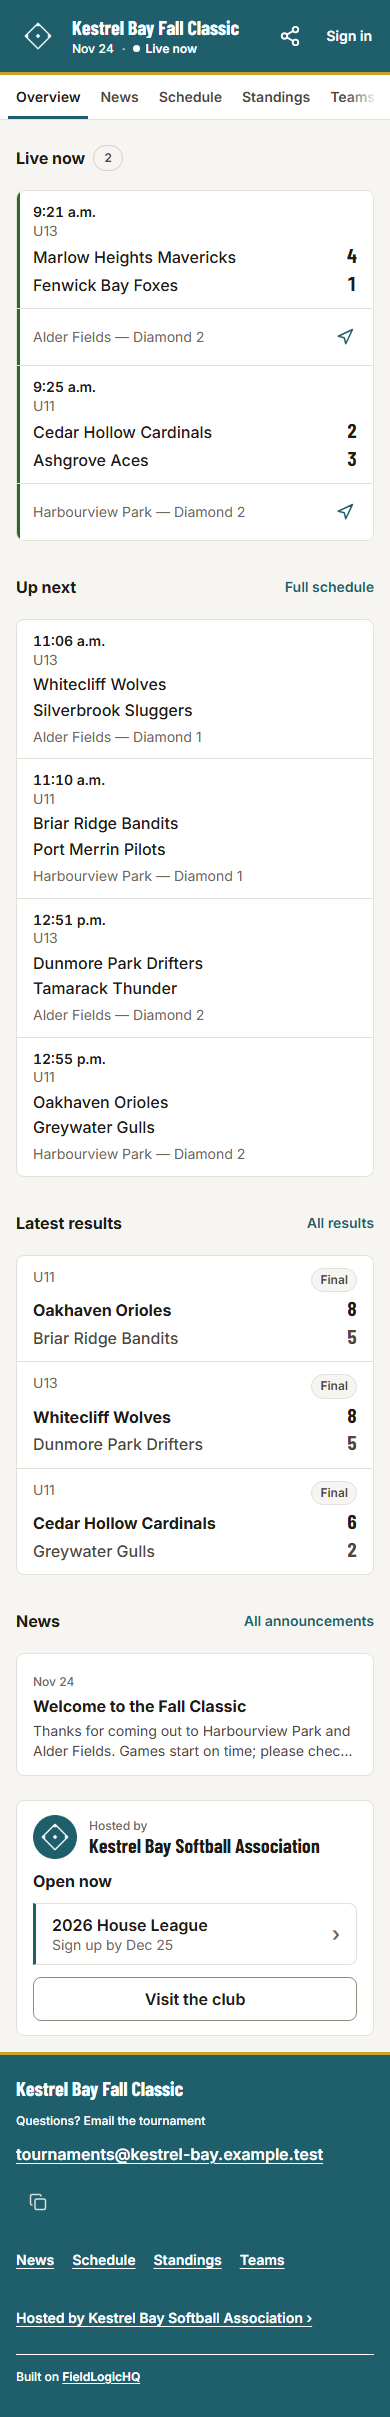 Kestrel Bay Fall Classic
Nov 24 · Live now
Sign in
Overview News Schedule Standings Teams
Live now 2
9:21 a.m.
U13
Marlow Heights Mavericks 4
Fenwick Bay Foxes 1
Alder Fields — Diamond 2
9:25 a.m.
U11
Cedar Hollow Cardinals 2
Ashgrove Aces 3
Harbourview Park — Diamond 2
Up next Full schedule
11:06 a.m.
U13
Whitecliff Wolves
Silverbrook Sluggers
Alder Fields — Diamond 1
11:10 a.m.
U11
Briar Ridge Bandits
Port Merrin Pilots
Harbourview Park — Diamond 1
12:51 p.m.
U13
Dunmore Park Drifters
Tamarack Thunder
Alder Fields — Diamond 2
12:55 p.m.
U11
Oakhaven Orioles
Greywater Gulls
Harbourview Park — Diamond 2
Latest results All results
U11 Final
Oakhaven Orioles 8
Briar Ridge Bandits 5
U13 Final
Whitecliff Wolves 8
Dunmore Park Drifters 5
U11 Final
Cedar Hollow Cardinals 6
Greywater Gulls 2
News All announcements
Nov 24
Welcome to the Fall Classic
Thanks for coming out to Harbourview Park and
Alder Fields. Games start on time; please chec...
Hosted by
Kestrel Bay Softball Association
Open now
2026 House League
Sign up by Dec 25
Visit the club
Kestrel Bay Fall Classic
Questions? Email the tournament
tournaments@kestrel-bay.example.test
News Schedule Standings Teams
Hosted by Kestrel Bay Softball Association ›
Built on FieldLogicHQ